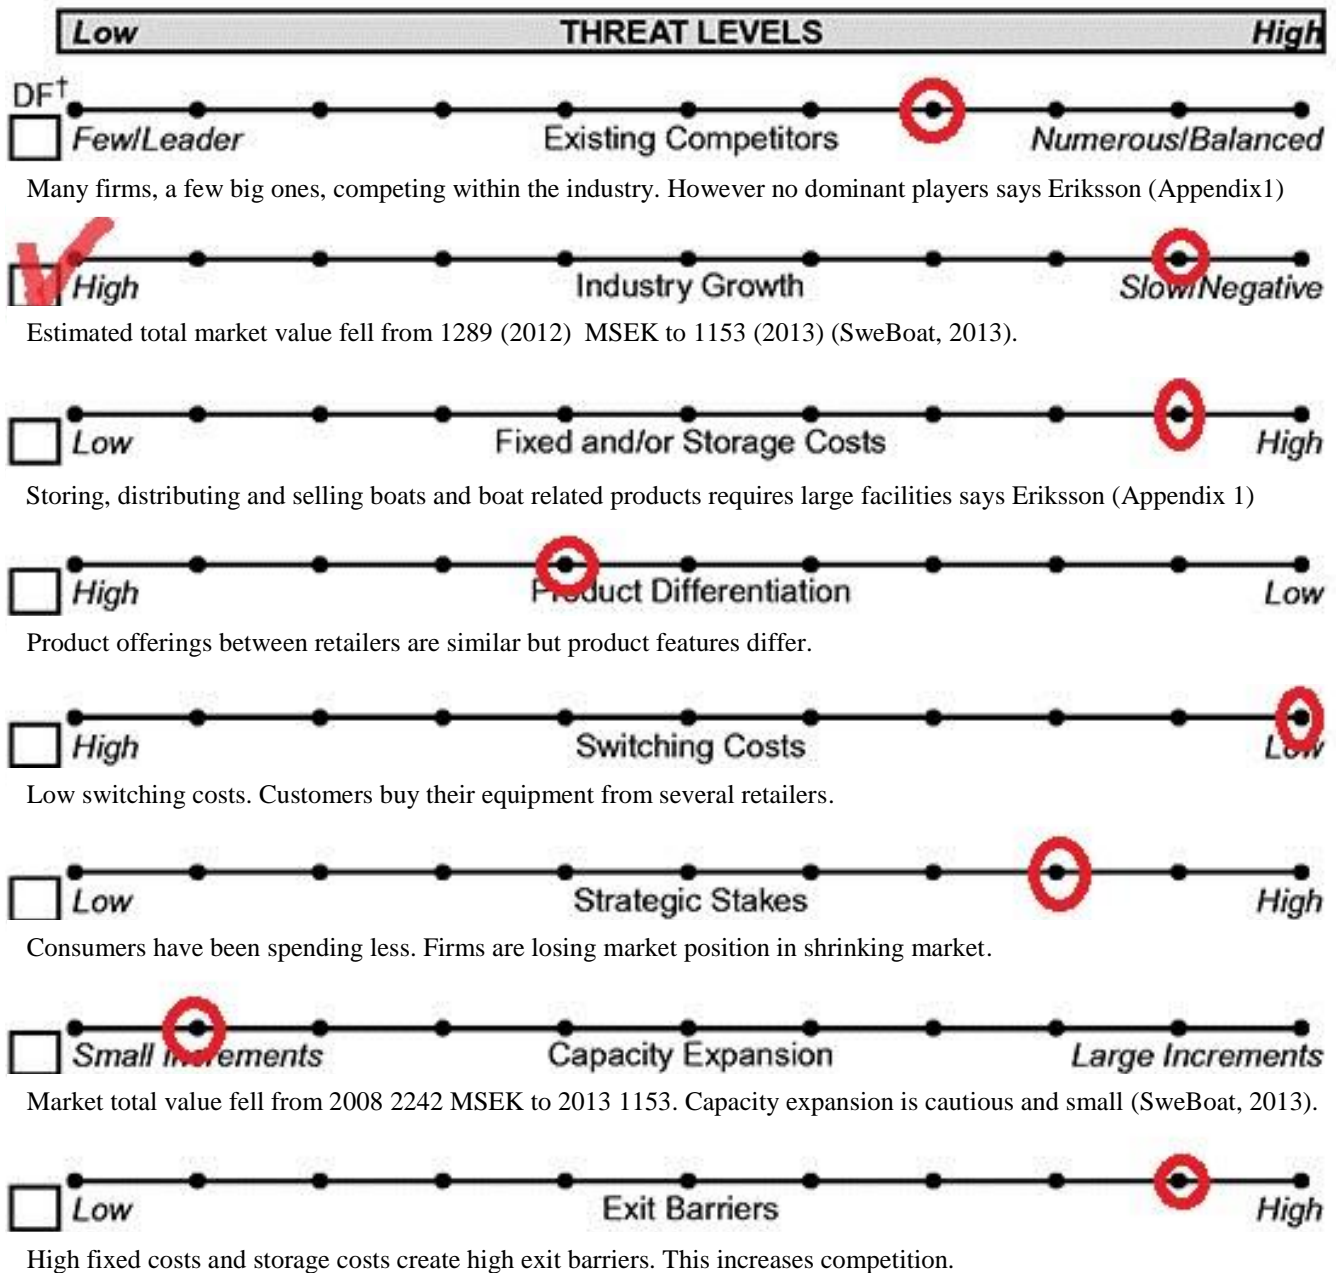 Low THREAT LEVELS High
DF†
Few/Leader Existing Competitors Numerous/Balanced
Many firms, a few big ones, competing within the industry. However no dominant players says Eriksson (Appendix1)
High Industry Growth Slow/Negative
Estimated total market value fell from 1289 (2012) MSEK to 1153 (2013) (SweBoat, 2013).
Low Fixed and/or Storage Costs High
Storing, distributing and selling boats and boat related products requires large facilities says Eriksson (Appendix 1)
High Product Differentiation Low
Product offerings between retailers are similar but product features differ.
High Switching Costs Low
Low switching costs. Customers buy their equipment from several retailers.
Low Strategic Stakes High
Consumers have been spending less. Firms are losing market position in shrinking market.
Small Increments Capacity Expansion Large Increments
Market total value fell from 2008 2242 MSEK to 2013 1153. Capacity expansion is cautious and small (SweBoat, 2013).
Low Exit Barriers High
High fixed costs and storage costs create high exit barriers. This increases competition.